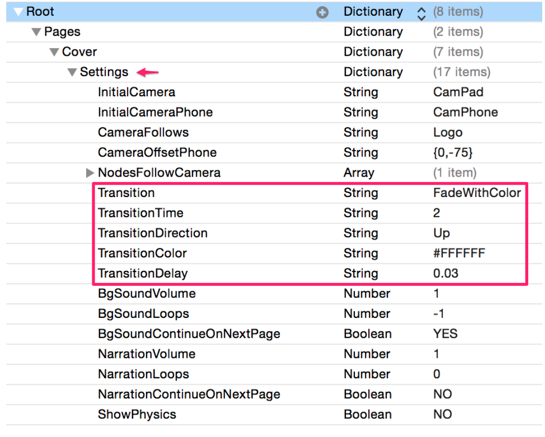 Root Dictionary (8 items)
Pages Dictionary (2 items)
Cover Dictionary (7 items)
Settings Dictionary (17 items)
InitialCamera String CamPad
InitialCameraPhone String CamPhone
CameraFollows String Logo
CameraOffsetPhone String {0,-75}
NodesFollowCamera Array (1 item)
Transition String FadeWithColor
TransitionTime String 2
TransitionDirection String Up
TransitionColor String #FFFFFF
TransitionDelay String 0.03
BgSoundVolume Number 1
BgSoundLoops Number -1
BgSoundContinueOnNextPage Boolean YES
NarrationVolume Number 1
NarrationLoops Number 0
NarrationContinueOnNextPage Boolean NO
ShowPhysics Boolean NO